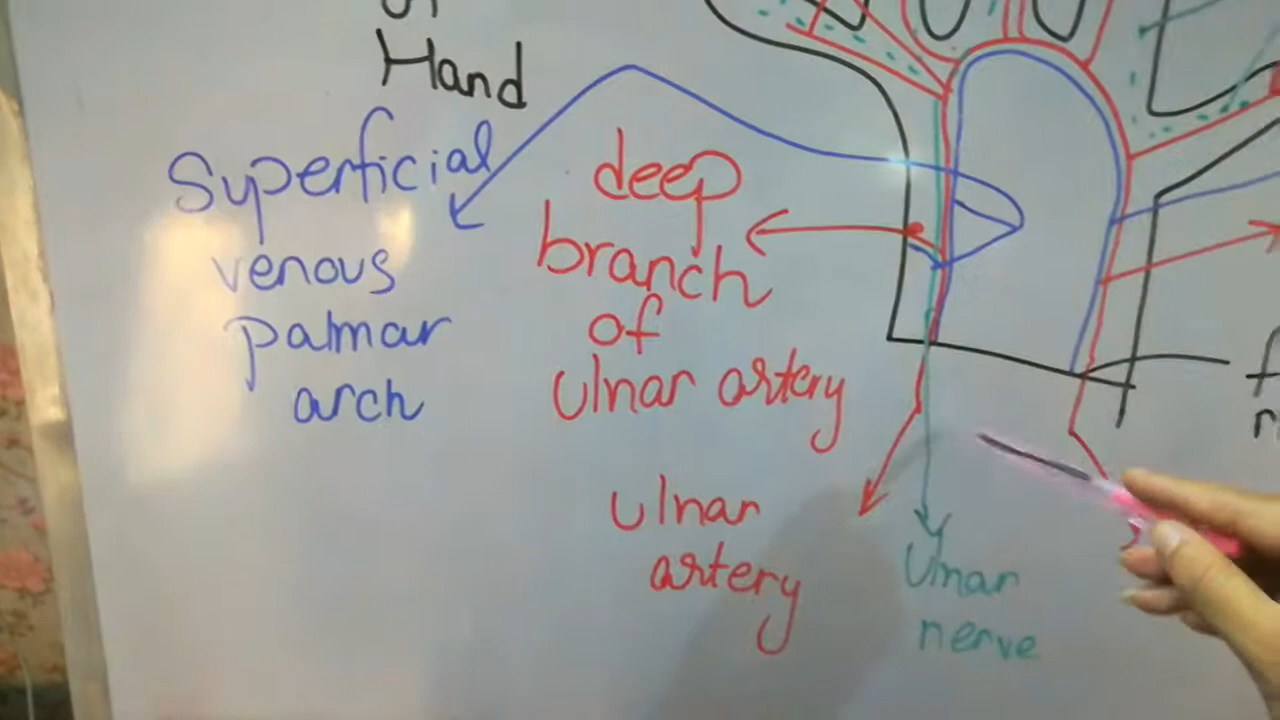 Hand
Superficial
venous
palmar
arch
deep
branch
of
ulnar artery
ulnar
artery
Ulnar
nerve